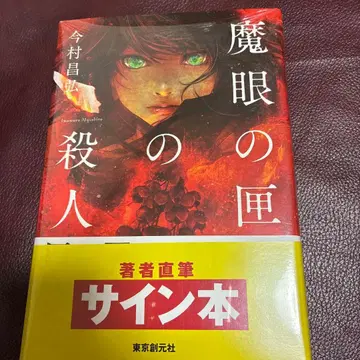 魔眼の匣
の
殺人
今村昌弘
Imamura Masahiro
著者直筆
サイン本
東京創元社